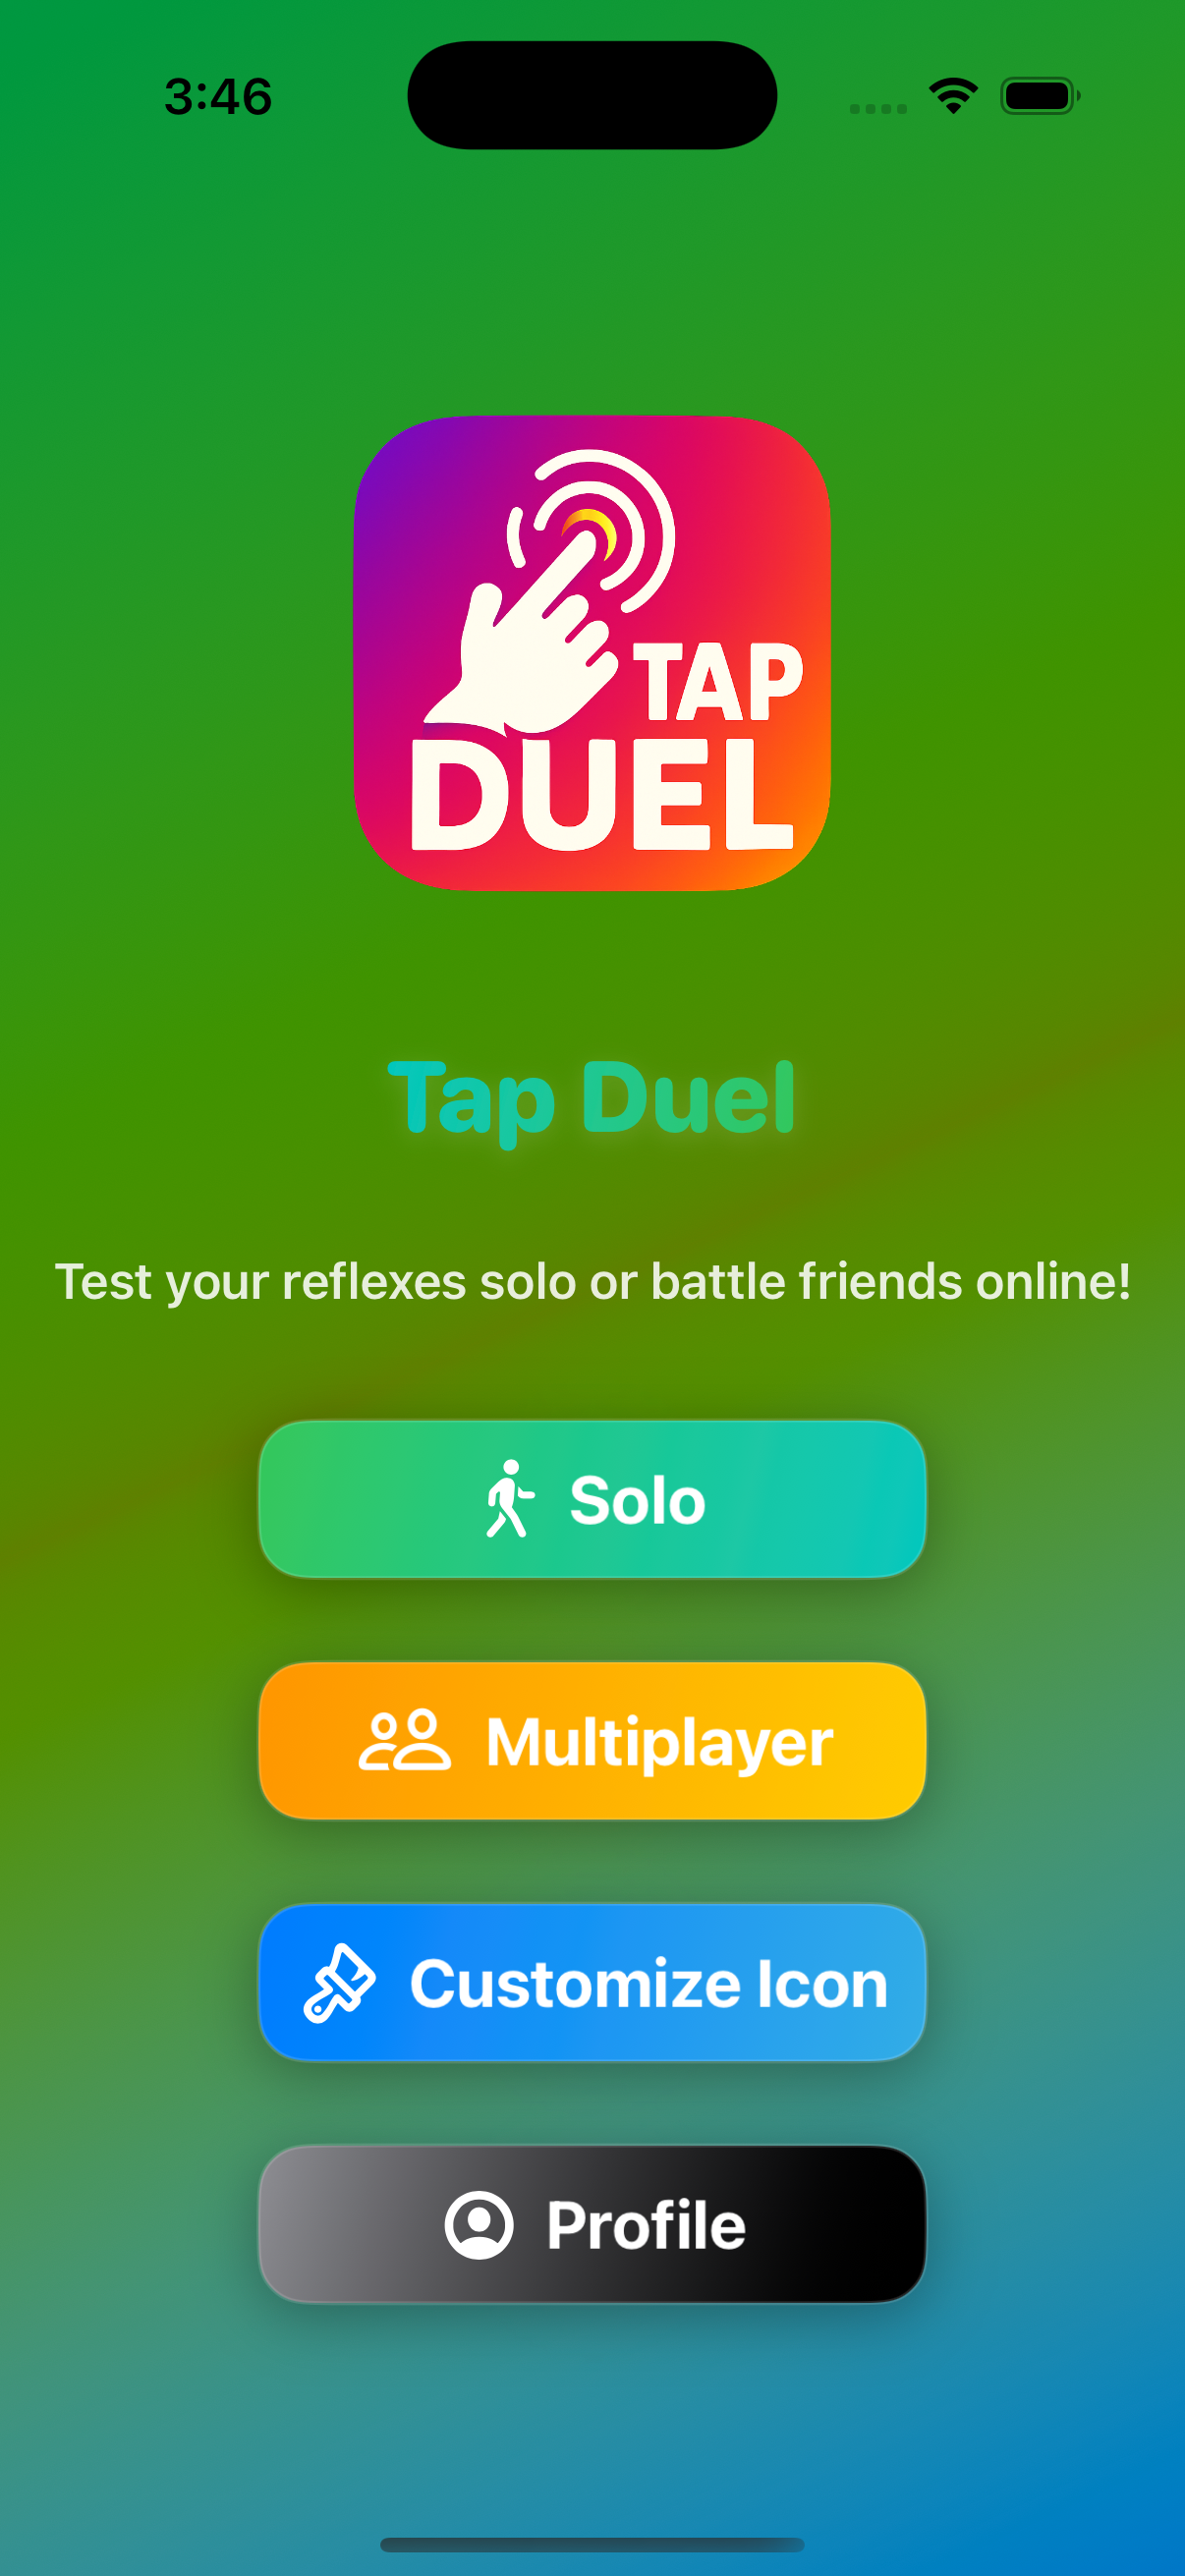 3:46
TAP
DUEL
Tap Duel
Test your reflexes solo or battle friends online!
Solo
Multiplayer
Customize Icon
Profile